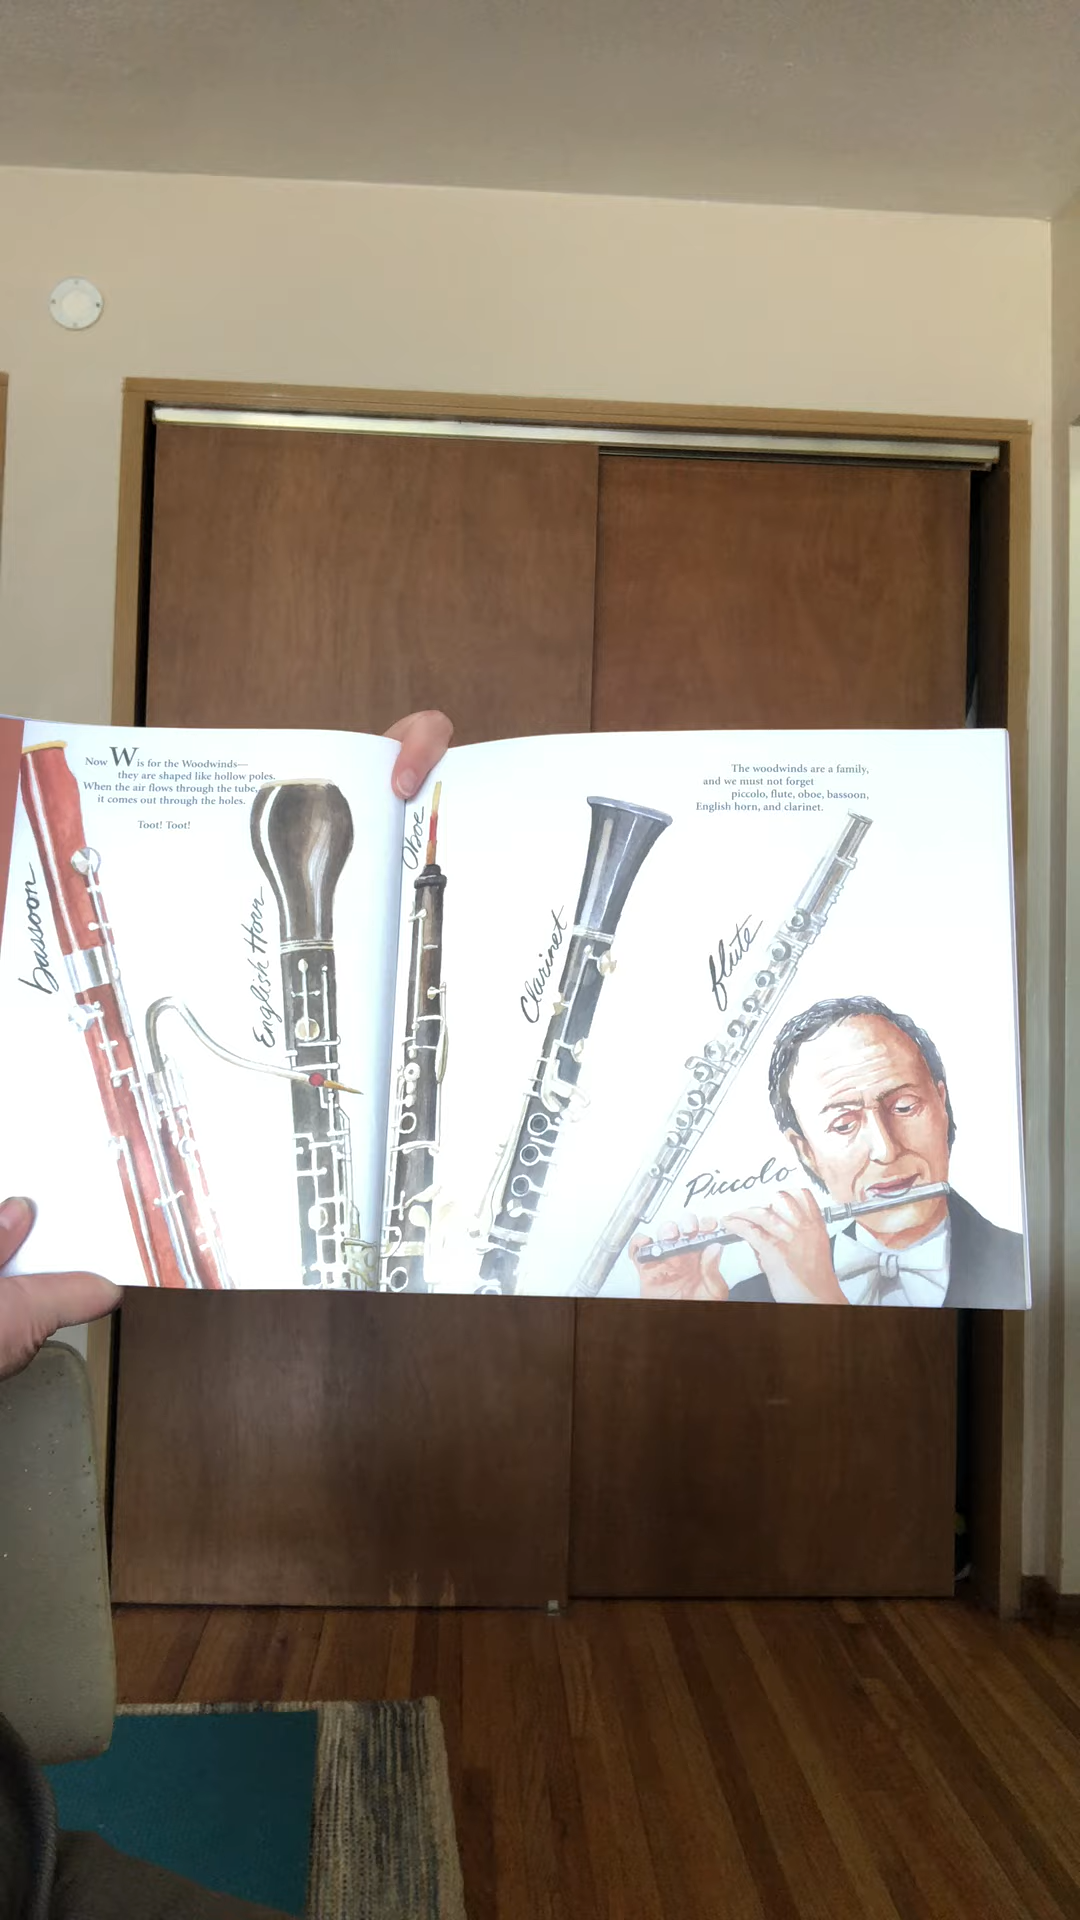 Now W is for the Woodwinds—
they are shaped like hollow poles.
When the air flows through the tube,
it comes out through the holes.
Toot! Toot!
bassoon
English Horn
Oboe
Clarinet
The woodwinds are a family,
and we must not forget
piccolo, flute, oboe, bassoon,
English horn, and clarinet.
flute
Piccolo